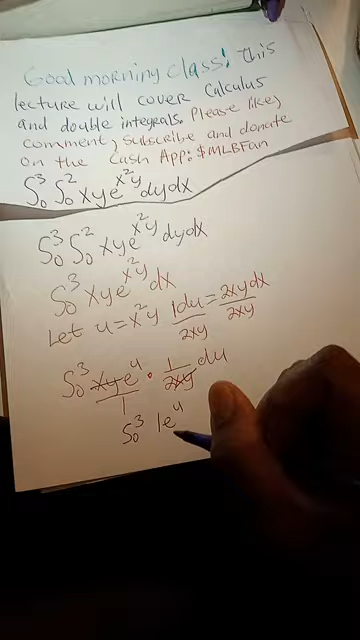 Good morning class! This
lecture will cover Calculus
and double integrals. Please like,
comment, subscribe and donate
on the Cash App: $MLBFan
∫₀³ ∫₀² xye^(x²y) dydx
∫₀³ ∫₀² xye^(x²y) dydx
∫₀³ xye^(x²y) dx
Let u = x²y 1du/2xy = 2xydx/2xy
∫₀³ xye^u/1 · 1/2xy du
∫₀³ 1e^u